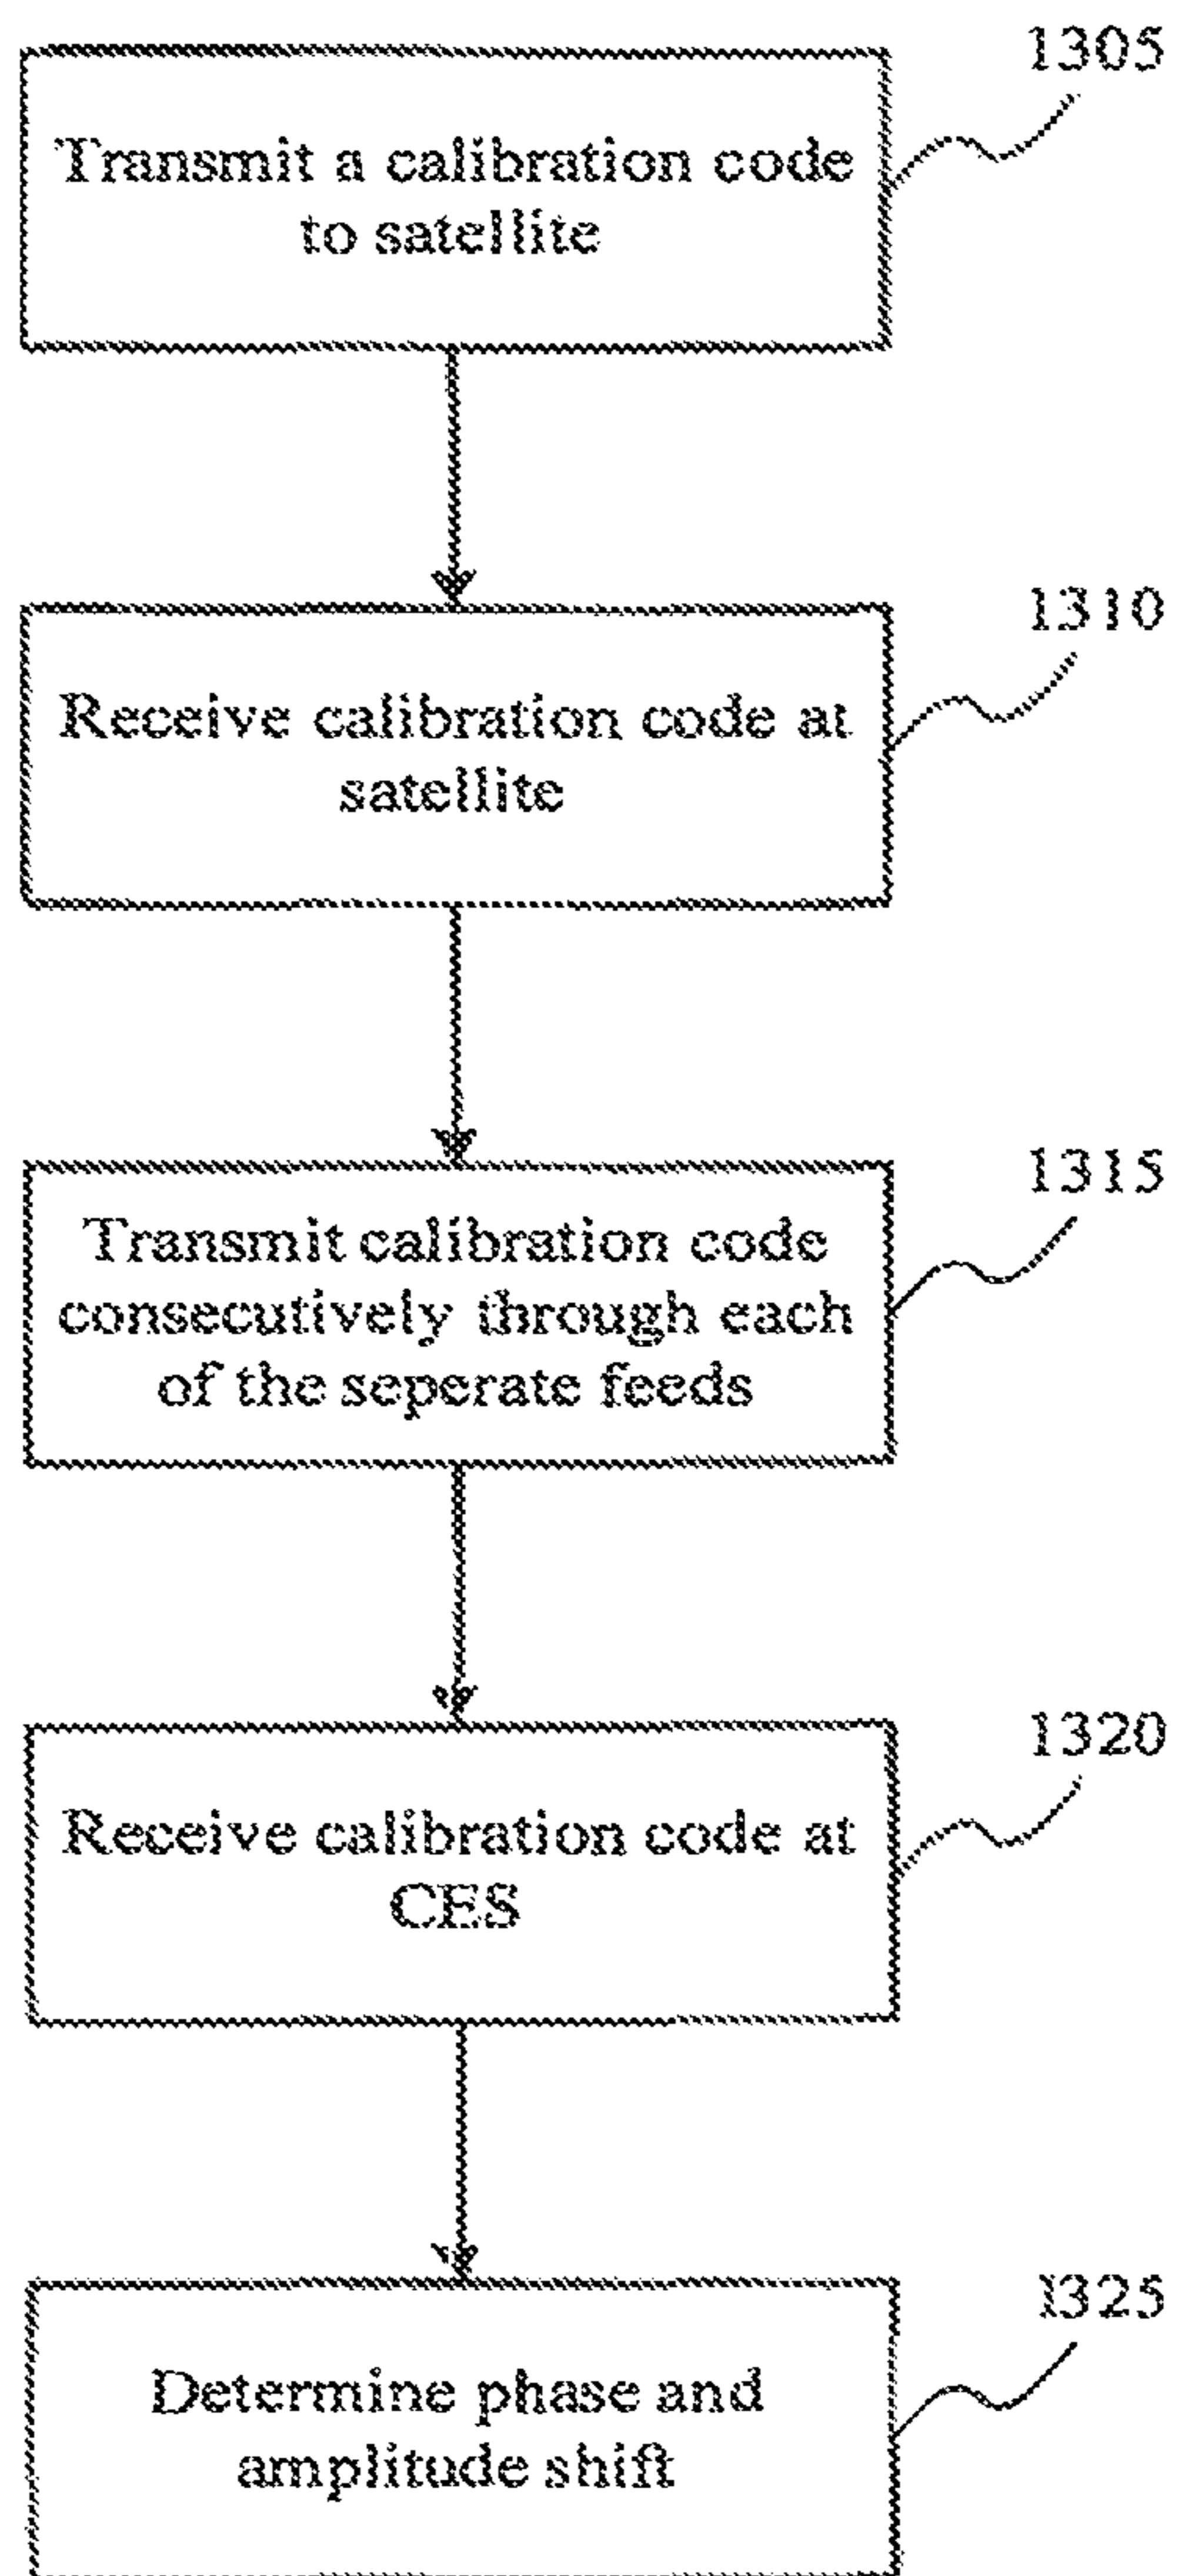 1305
Transmit a calibration code
to satellite
1310
Receive calibration code at
satellite
1315
Transmit calibration code
consecutively through each
of the seperate feeds
1320
Receive calibration code at
CES
1325
Determine phase and
amplitude shift